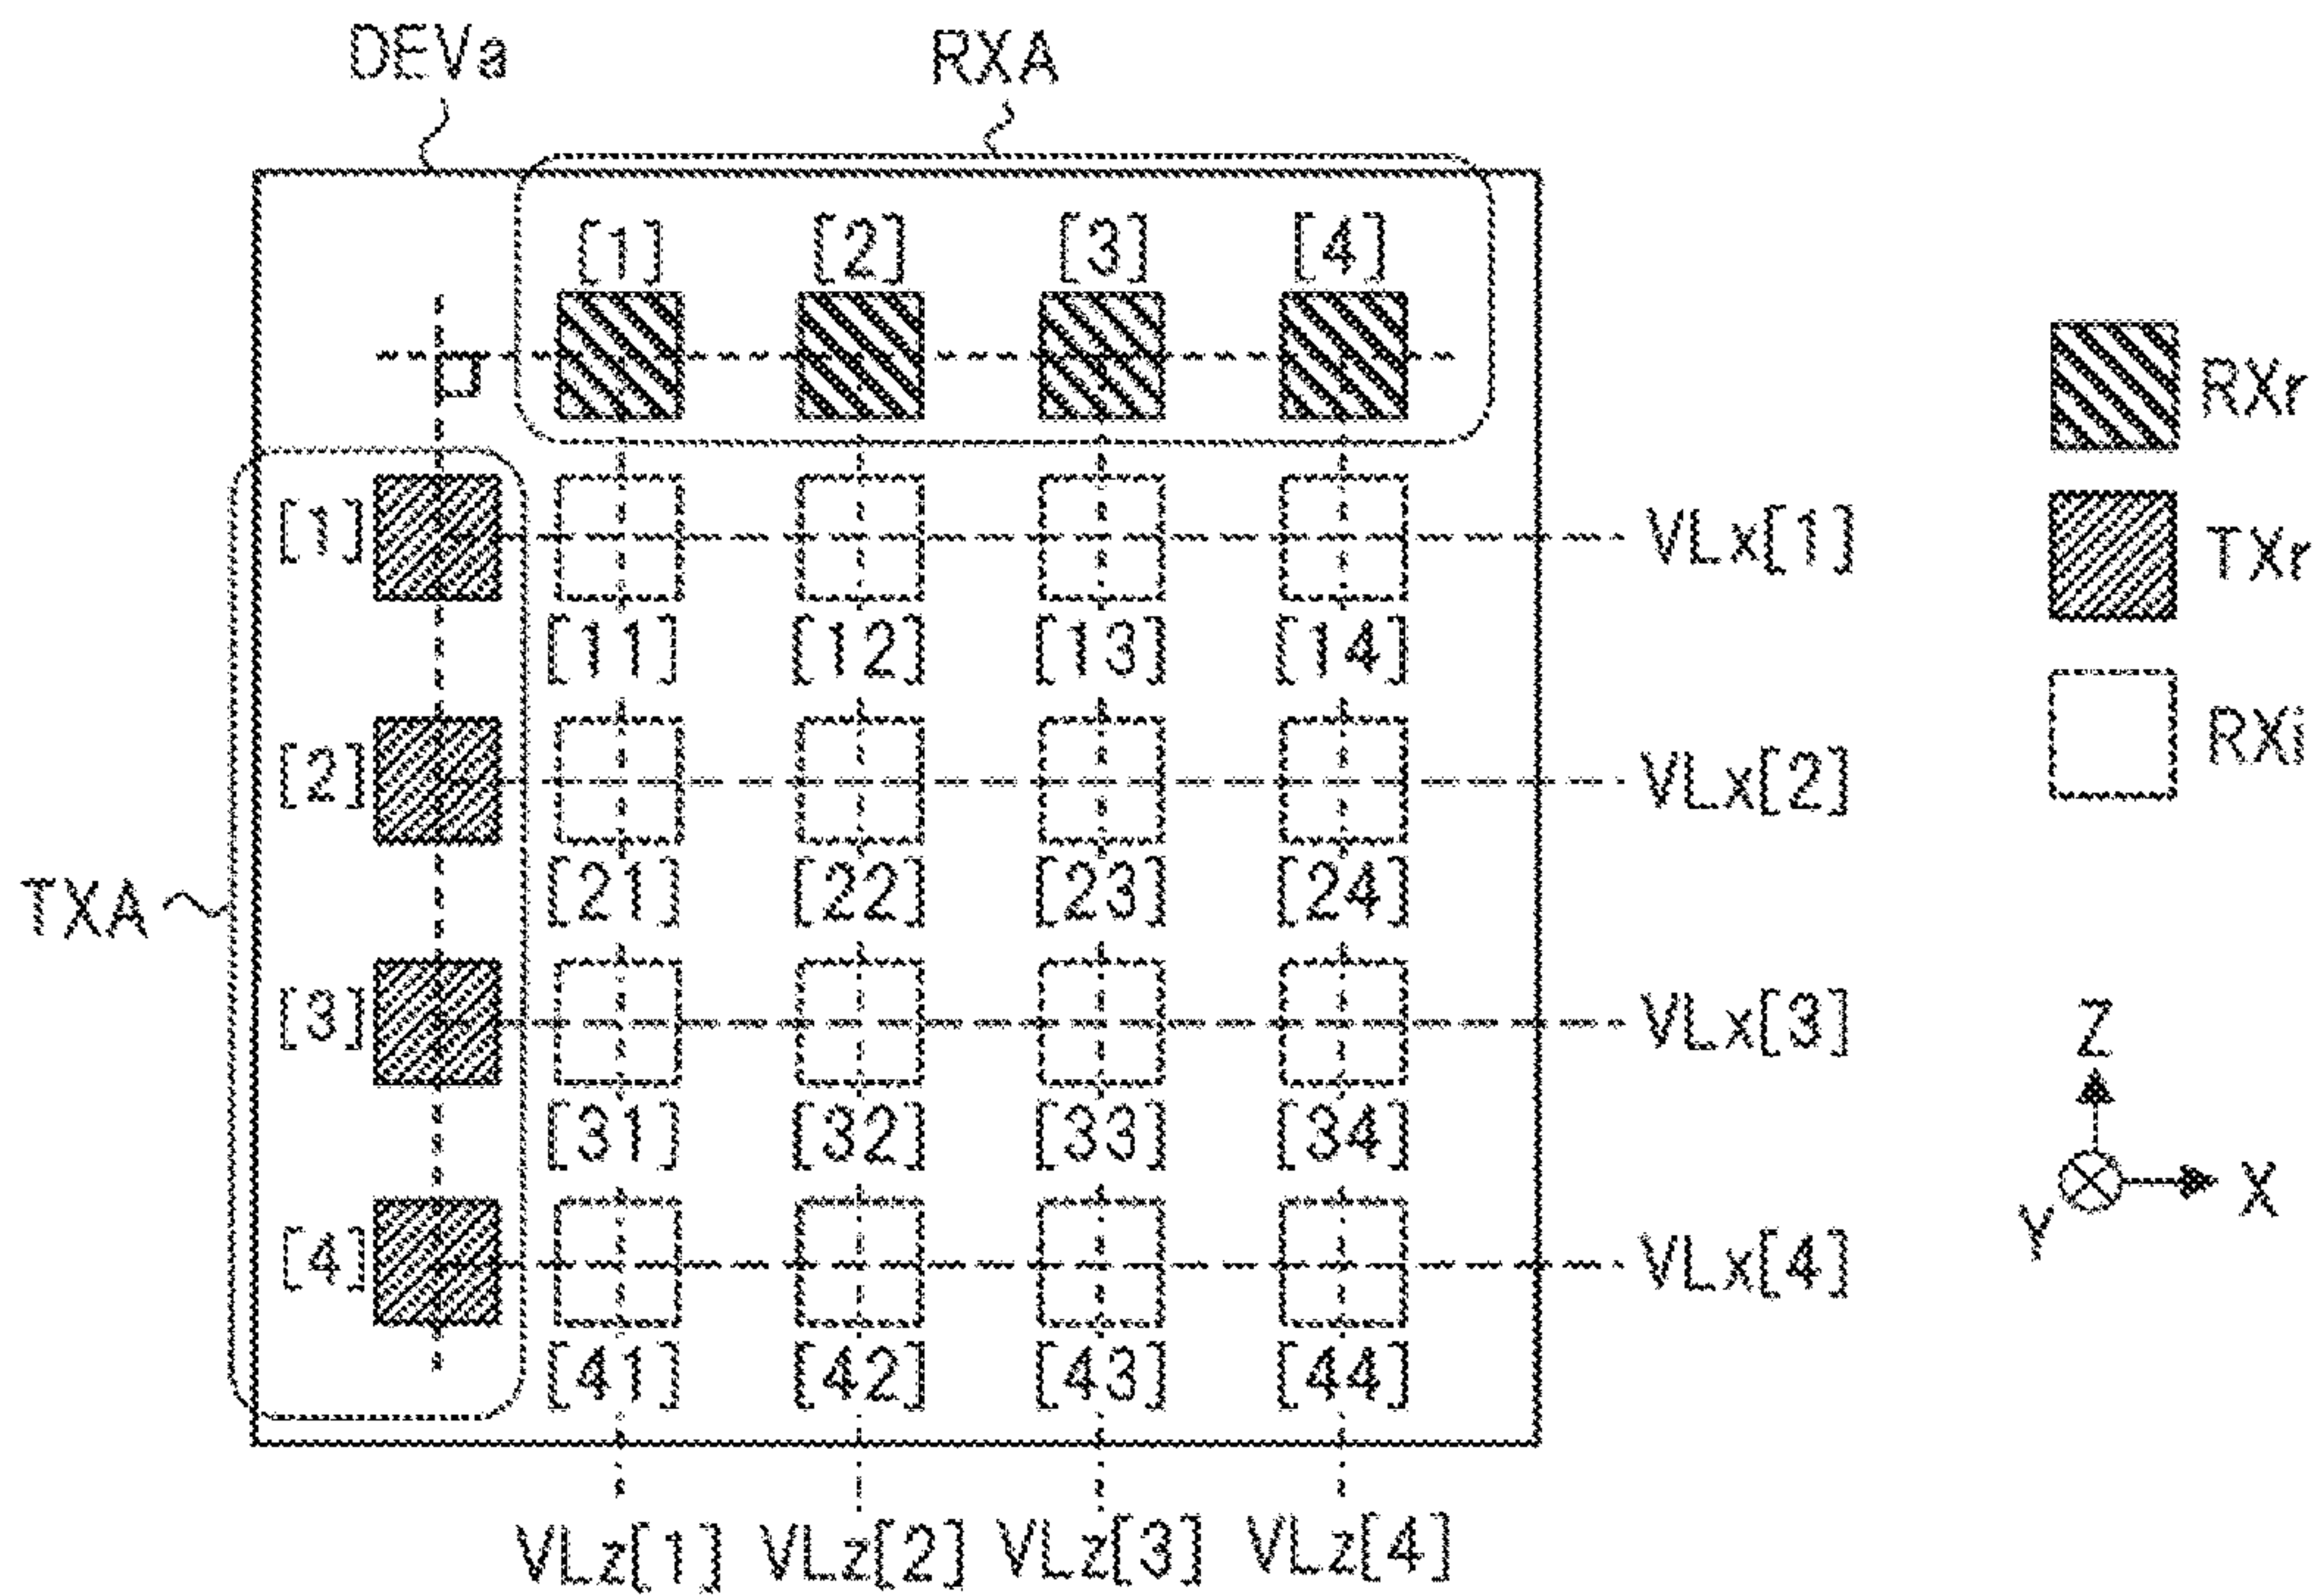 DEVa RXA
[1] [2] [3] [4]
RXr
[1] VLx[1] TXr
[11] [12] [13] [14]
RXi
[2] VLx[2]
[21] [22] [23] [24]
TXA
[3] VLx[3] Z
[31] [32] [33] [34]
Y X
[4] VLx[4]
[41] [42] [43] [44]
VLz[1] VLz[2] VLz[3] VLz[4]